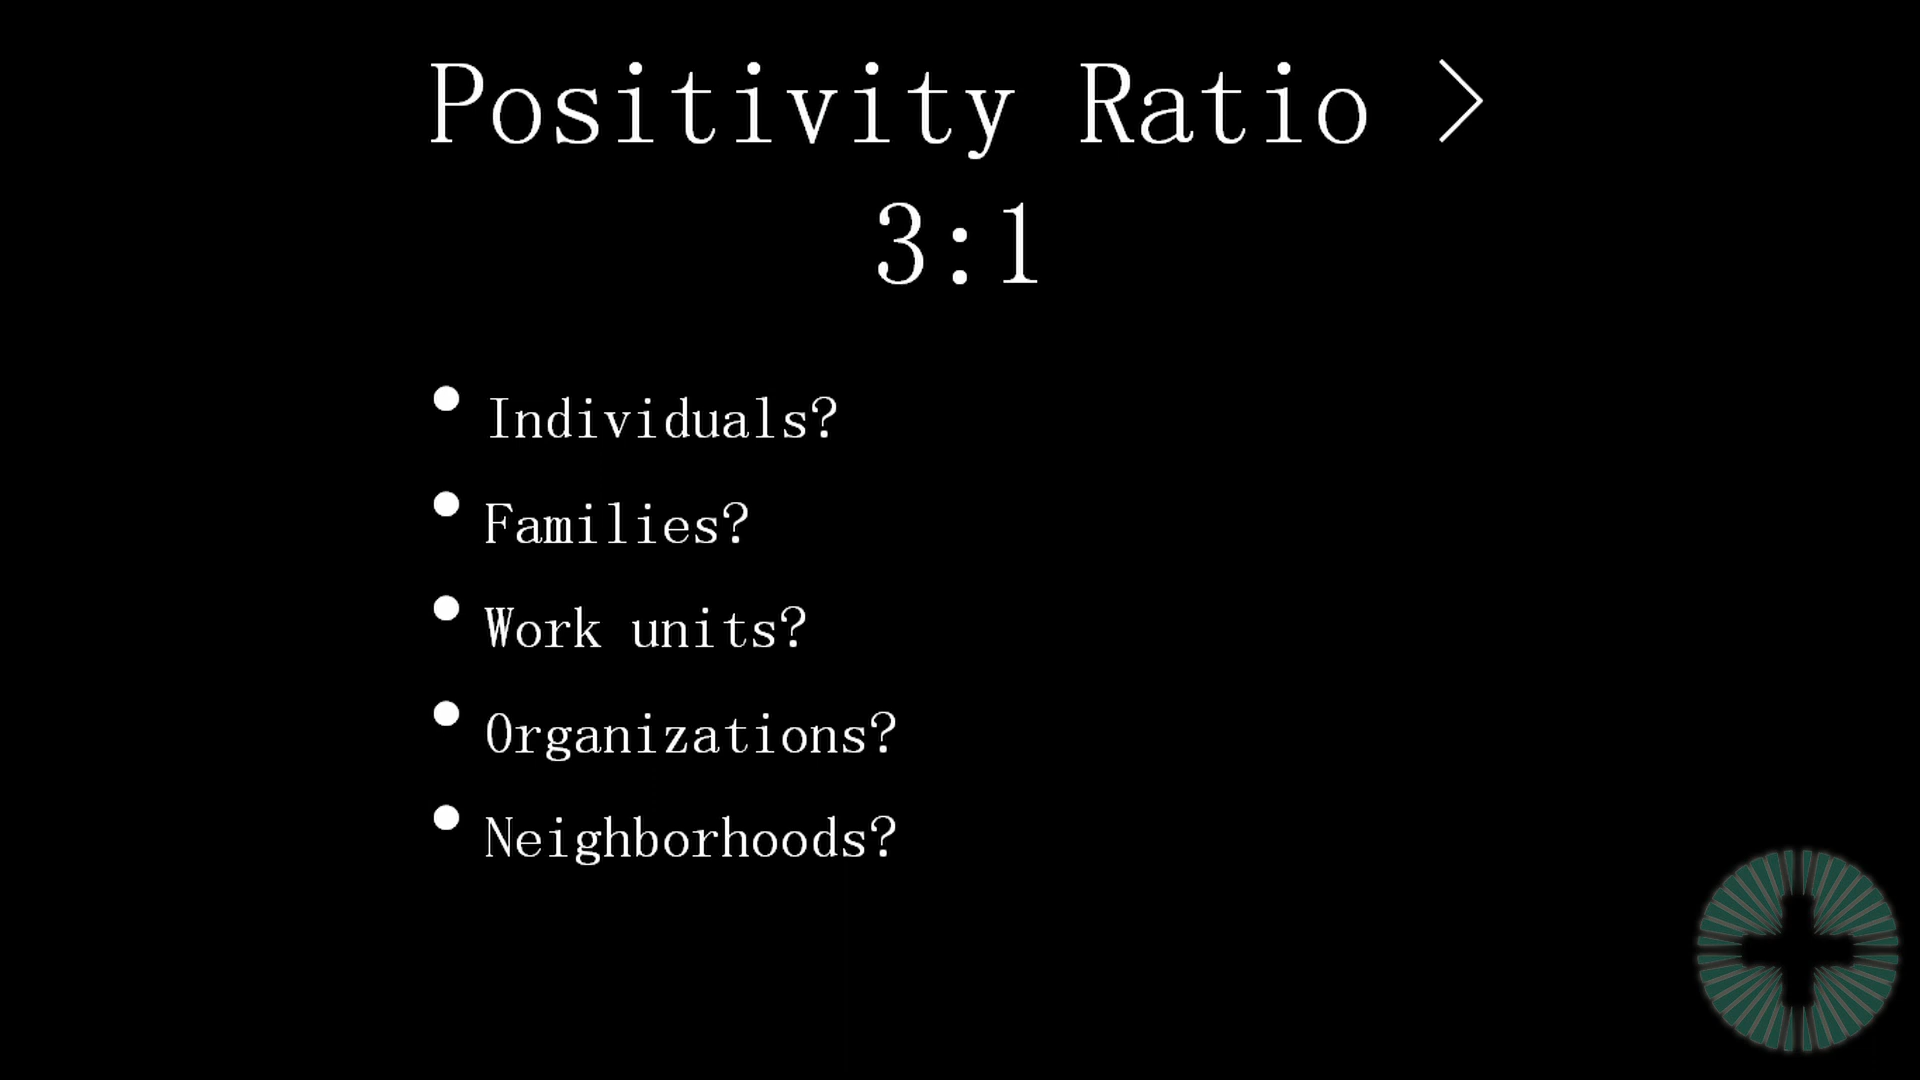 Positivity Ratio >
3:1
• Individuals?
• Families?
• Work units?
• Organizations?
• Neighborhoods?